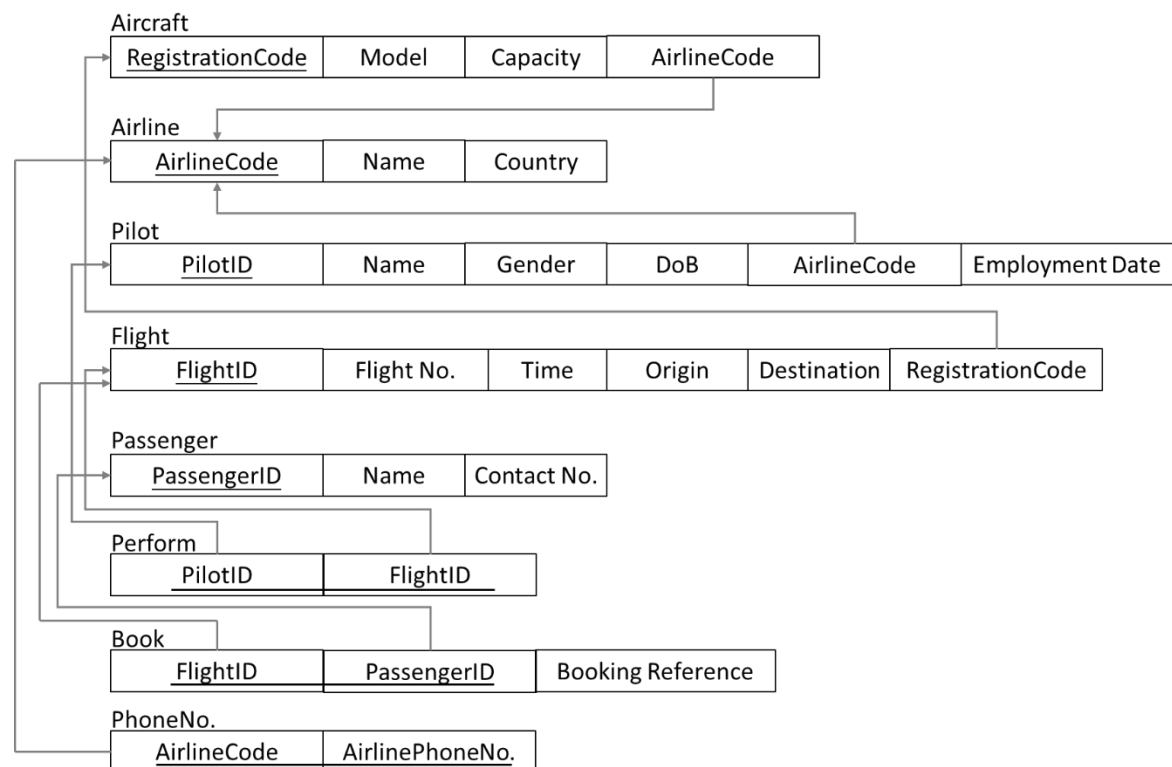 Aircraft
RegistrationCode Model Capacity AirlineCode
Airline
AirlineCode Name Country
Pilot
PilotID Name Gender DoB AirlineCode Employment Date
Flight
FlightID Flight No. Time Origin Destination RegistrationCode
Passenger
PassengerID Name Contact No.
Perform
PilotID FlightID
Book
FlightID PassengerID Booking Reference
PhoneNo.
AirlineCode AirlinePhoneNo.